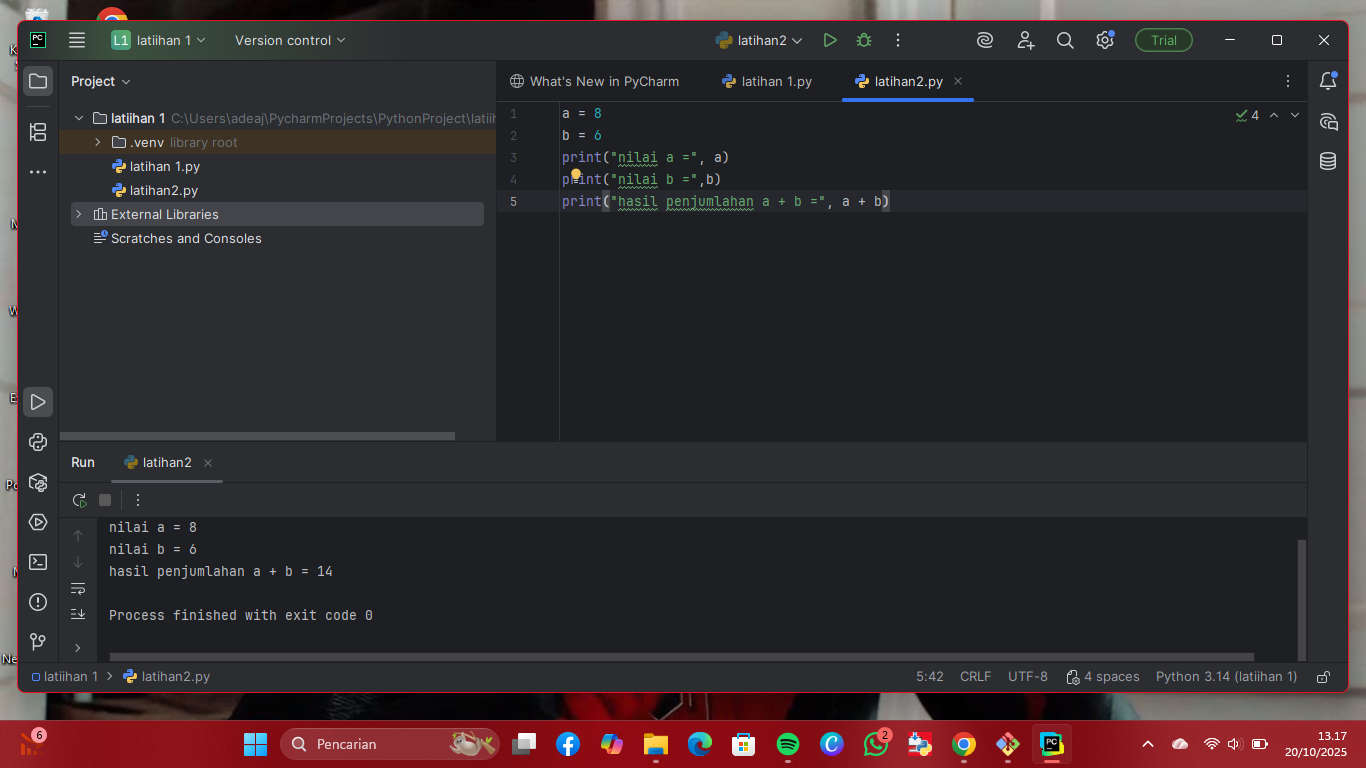 L1 latiihan 1
Version control
latihan2
Trial
Project
latiihan 1 C:\Users\adeaj\PycharmProjects\PythonProject\latiih
.venv library root
latihan 1.py
latihan2.py
External Libraries
Scratches and Consoles
What's New in PyCharm
latihan 1.py
latihan2.py
4
1 a = 8
2 b = 6
3 print("nilai a =", a)
4 print("nilai b =",b)
5 print("hasil penjumlahan a + b =", a + b)
Run
latihan2
nilai a = 8
nilai b = 6
hasil penjumlahan a + b = 14
Process finished with exit code 0
latiihan 1 > latihan2.py
5:42 CRLF UTF-8 4 spaces Python 3.14 (latiihan 1)
6
Pencarian
2
13.17
20/10/2025